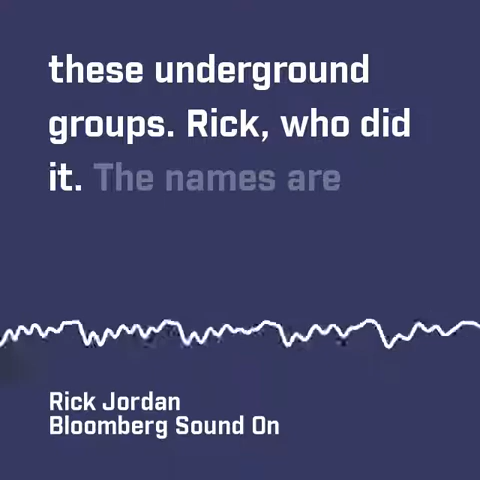 these underground
groups. Rick, who did
it. The names are
Rick Jordan
Bloomberg Sound On